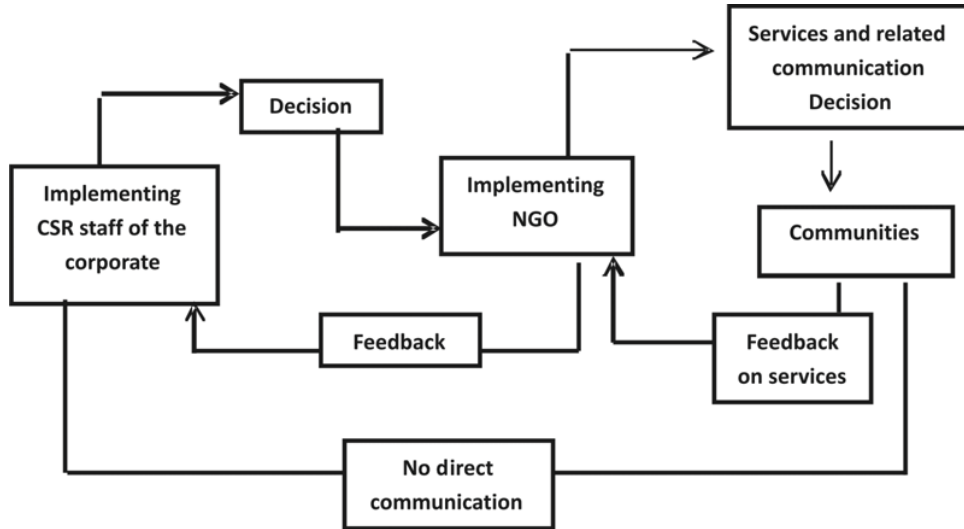 Services and related
communication
Decision
Decision
Implementing
CSR staff of the
corporate
Implementing
NGO
Communities
Feedback
Feedback
on services
No direct
communication